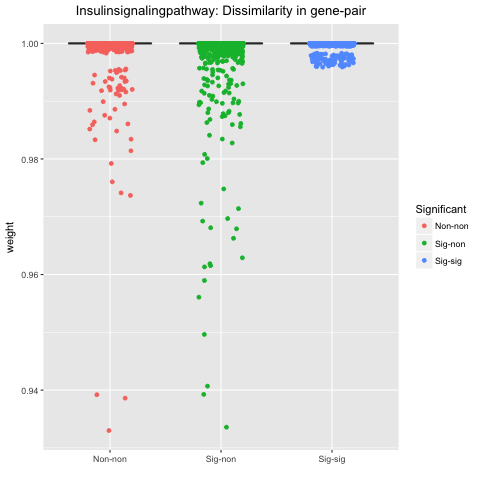 Insulinsignalingpathway: Dissimilarity in gene-pair
1.00
0.98
0.96
0.94
weight
Non-non
Sig-non
Sig-sig
Significant
Non-non
Sig-non
Sig-sig